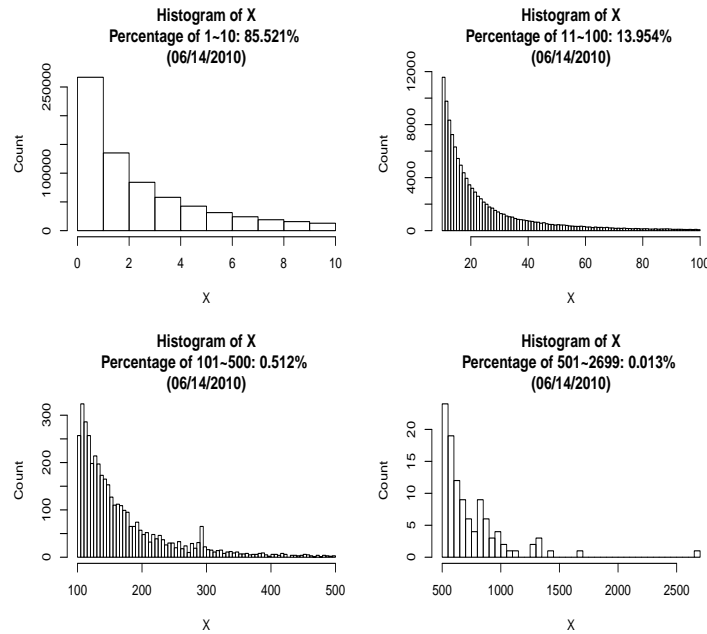 Histogram of X
Percentage of 1~10: 85.521%
(06/14/2010)
Count
0
100000
250000
0 2 4 6 8 10
X
Histogram of X
Percentage of 11~100: 13.954%
(06/14/2010)
Count
0
4000
8000
12000
20 40 60 80 100
X
Histogram of X
Percentage of 101~500: 0.512%
(06/14/2010)
Count
0
100
200
300
100 200 300 400 500
X
Histogram of X
Percentage of 501~2699: 0.013%
(06/14/2010)
Count
0
5
10
15
20
500 1000 1500 2000 2500
X